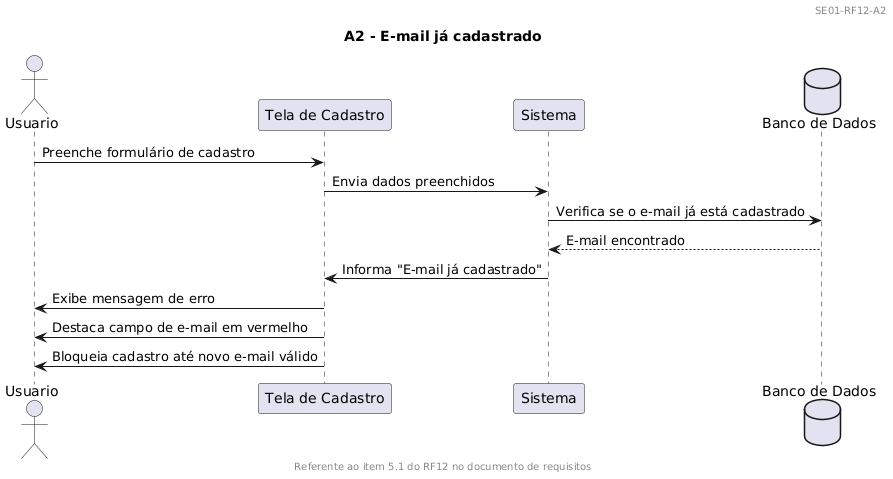 SE01-RF12-A2
A2 - E-mail já cadastrado
Usuario
Tela de Cadastro
Sistema
Banco de Dados
Preenche formulário de cadastro
Envia dados preenchidos
Verifica se o e-mail já está cadastrado
E-mail encontrado
Informa "E-mail já cadastrado"
Exibe mensagem de erro
Destaca campo de e-mail em vermelho
Bloqueia cadastro até novo e-mail válido
Usuario
Tela de Cadastro
Sistema
Banco de Dados
Referente ao item 5.1 do RF12 no documento de requisitos